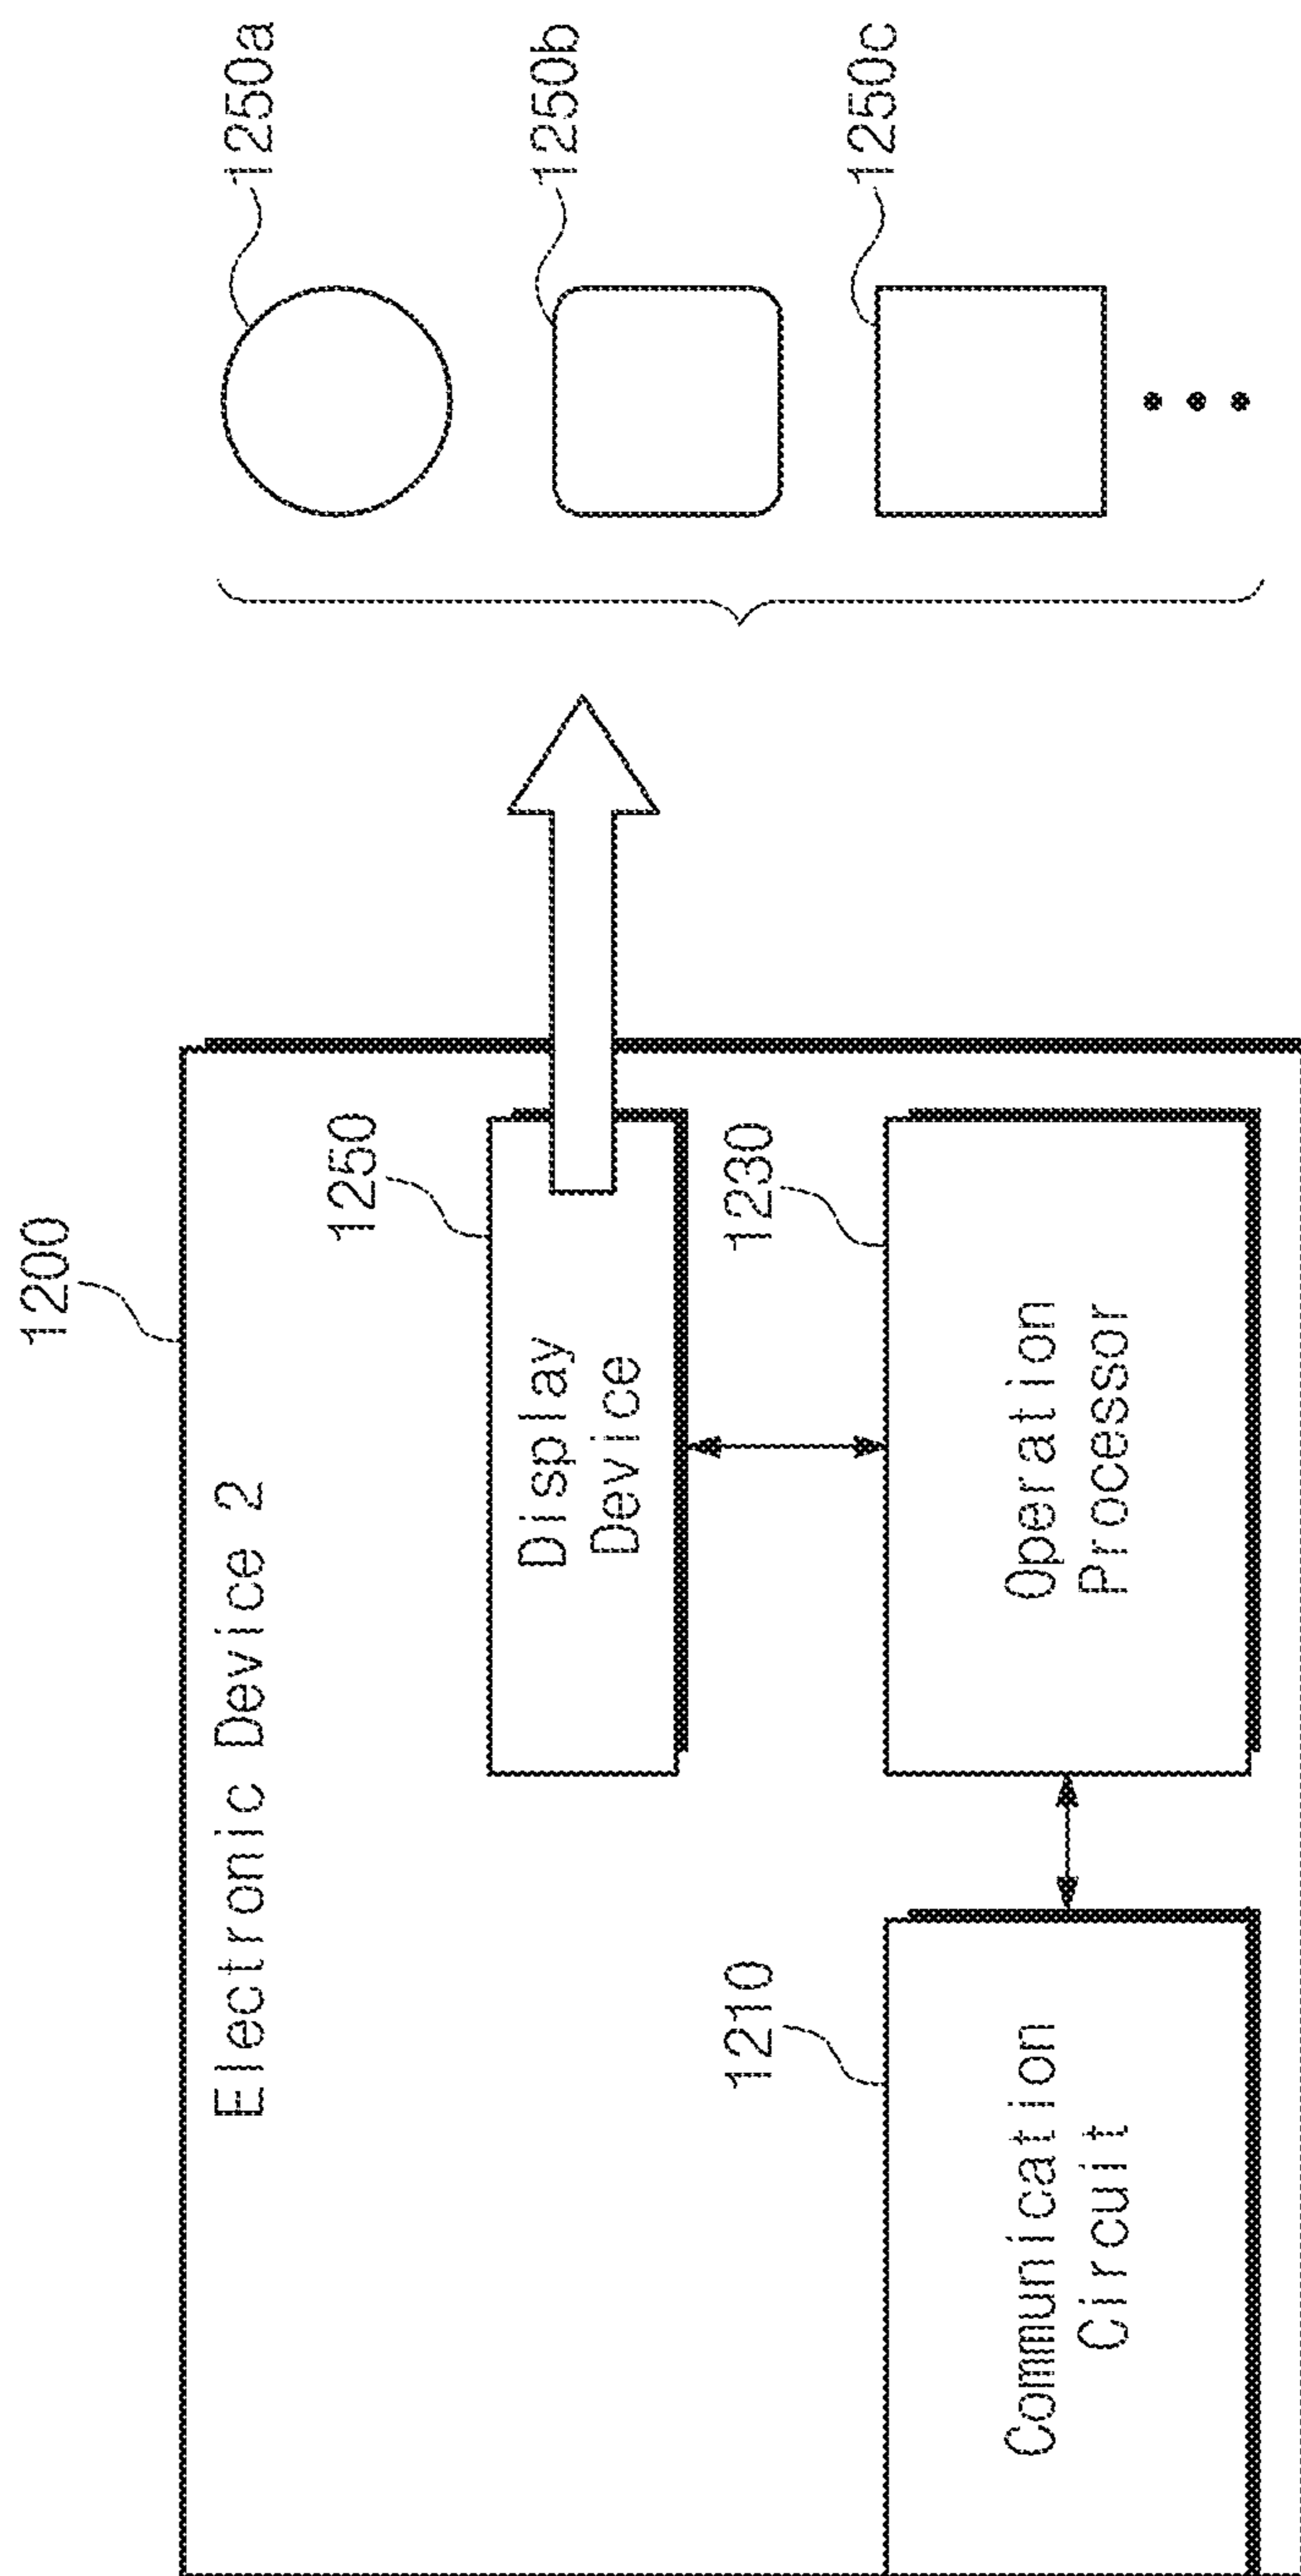 1200
Electronic Device 2
1250
Display
Device
1250a
1250b
1250c
1210
Communication
Circuit
1230
Operation
Processor